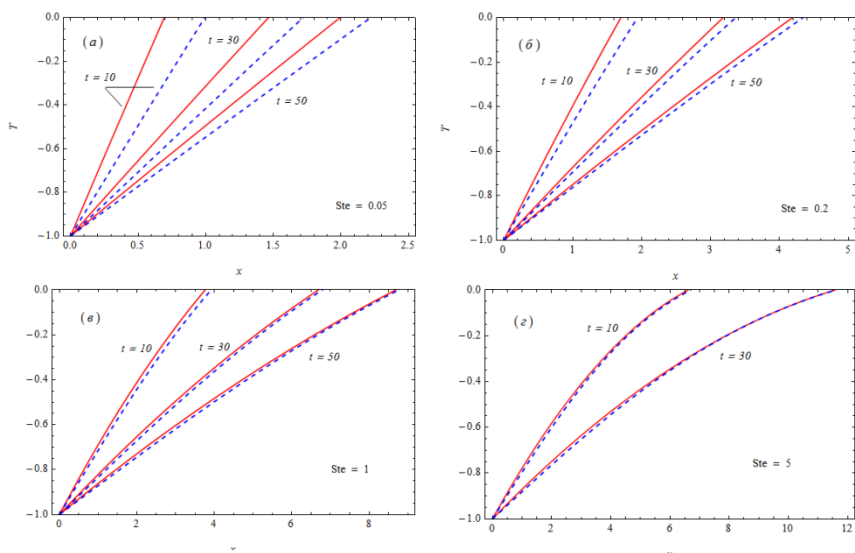 (а)
t = 10
t = 30
t = 50
Ste = 0.05
T
0.0
−0.2
−0.4
−0.6
−0.8
−1.0
0.0 0.5 1.0 1.5 2.0 2.5
x
(б)
t = 10
t = 30
t = 50
Ste = 0.2
T
0.0
−0.2
−0.4
−0.6
−0.8
−1.0
0 1 2 3 4 5
x
(в)
t = 10
t = 30
t = 50
Ste = 1
0.0
−0.2
−0.4
−0.6
−0.8
−1.0
0 2 4 6 8
(г)
t = 10
t = 30
Ste = 5
0.0
−0.2
−0.4
−0.6
−0.8
−1.0
0 2 4 6 8 10 12